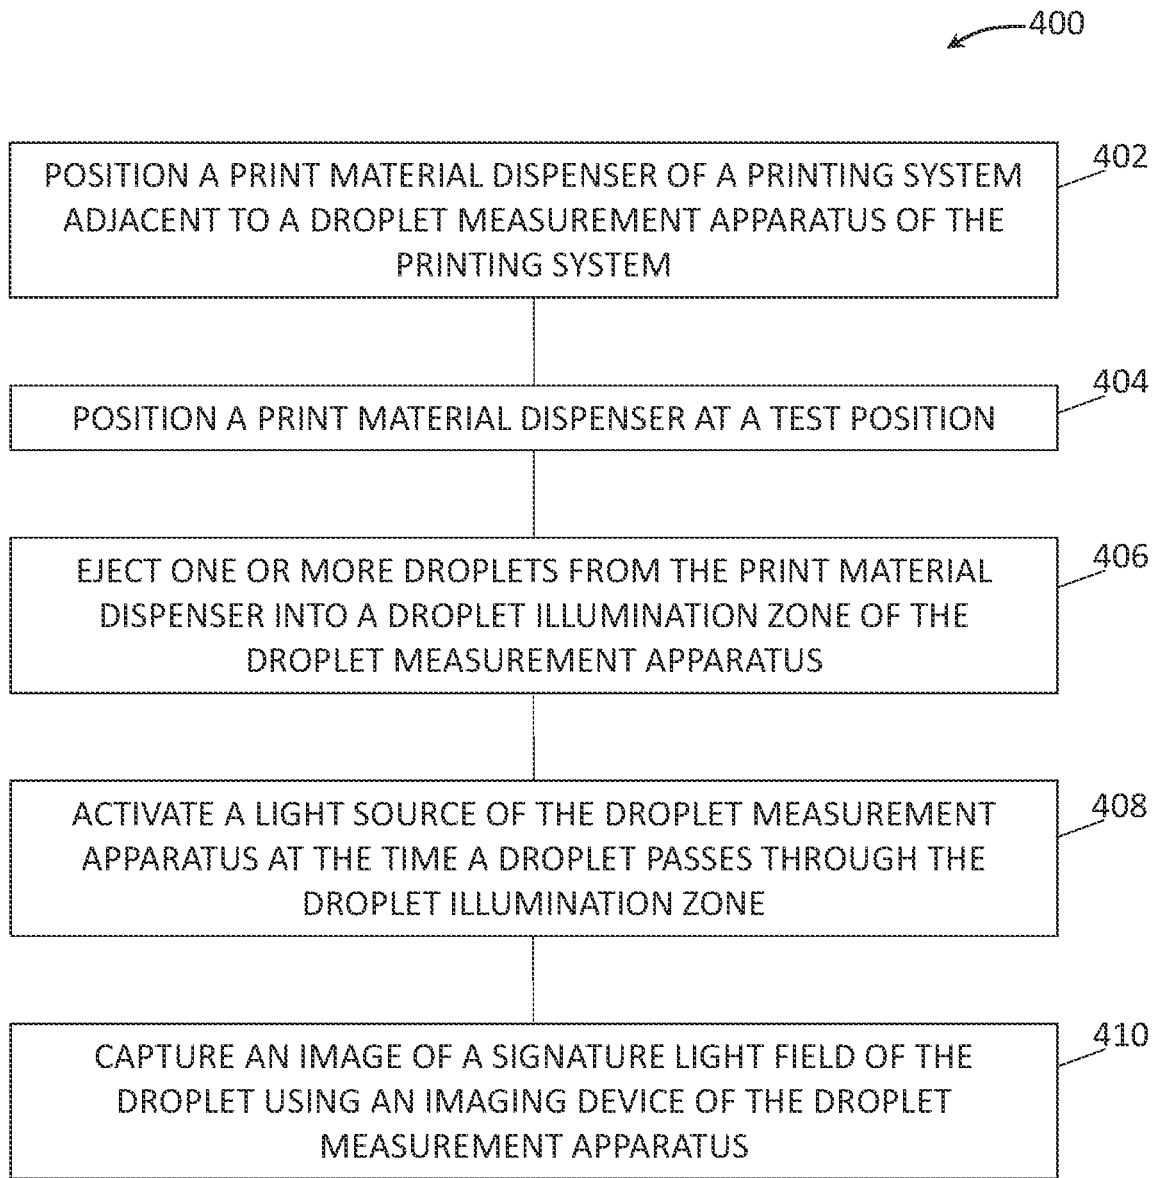 400
402
POSITION A PRINT MATERIAL DISPENSER OF A PRINTING SYSTEM
ADJACENT TO A DROPLET MEASUREMENT APPARATUS OF THE
PRINTING SYSTEM
404
POSITION A PRINT MATERIAL DISPENSER AT A TEST POSITION
406
EJECT ONE OR MORE DROPLETS FROM THE PRINT MATERIAL
DISPENSER INTO A DROPLET ILLUMINATION ZONE OF THE
DROPLET MEASUREMENT APPARATUS
408
ACTIVATE A LIGHT SOURCE OF THE DROPLET MEASUREMENT
APPARATUS AT THE TIME A DROPLET PASSES THROUGH THE
DROPLET ILLUMINATION ZONE
410
CAPTURE AN IMAGE OF A SIGNATURE LIGHT FIELD OF THE
DROPLET USING AN IMAGING DEVICE OF THE DROPLET
MEASUREMENT APPARATUS